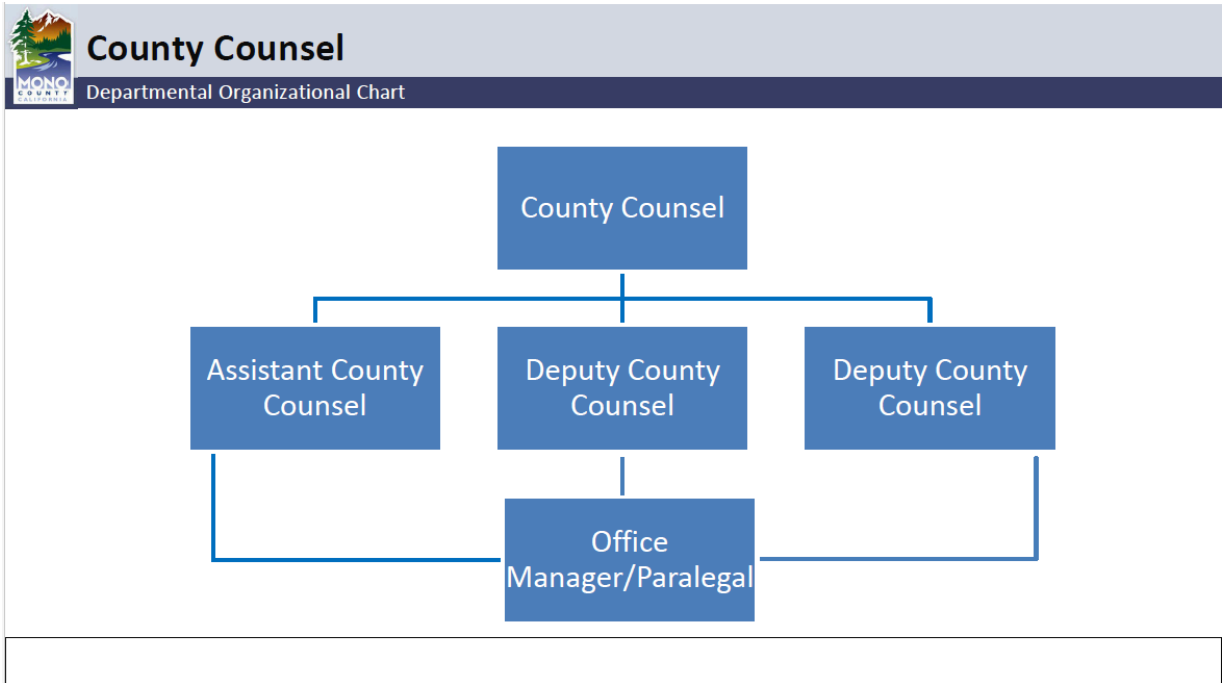 County Counsel
MONO
COUNTY
CALIFORNIA
Departmental Organizational Chart
County Counsel
Assistant County
Counsel
Deputy County
Counsel
Deputy County
Counsel
Office
Manager/Paralegal